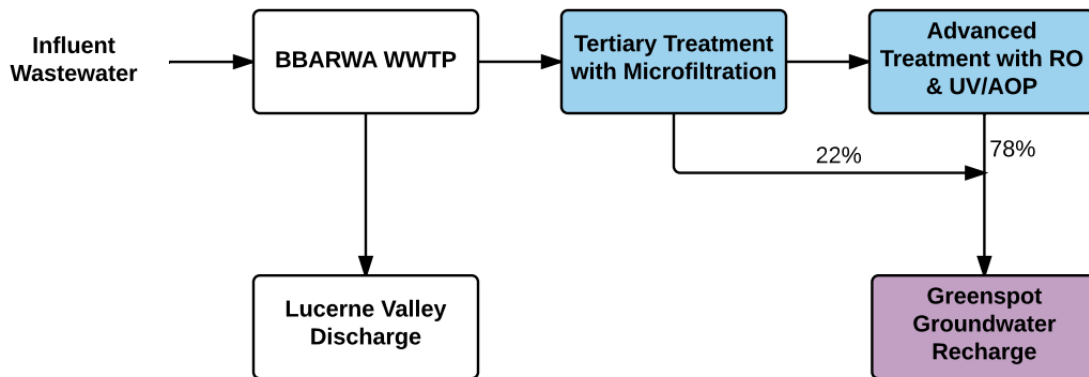 Influent
Wastewater
BBARWA WWTP
Tertiary Treatment
with Microfiltration
Advanced
Treatment with RO
& UV/AOP
22%
78%
Lucerne Valley
Discharge
Greenspot
Groundwater
Recharge